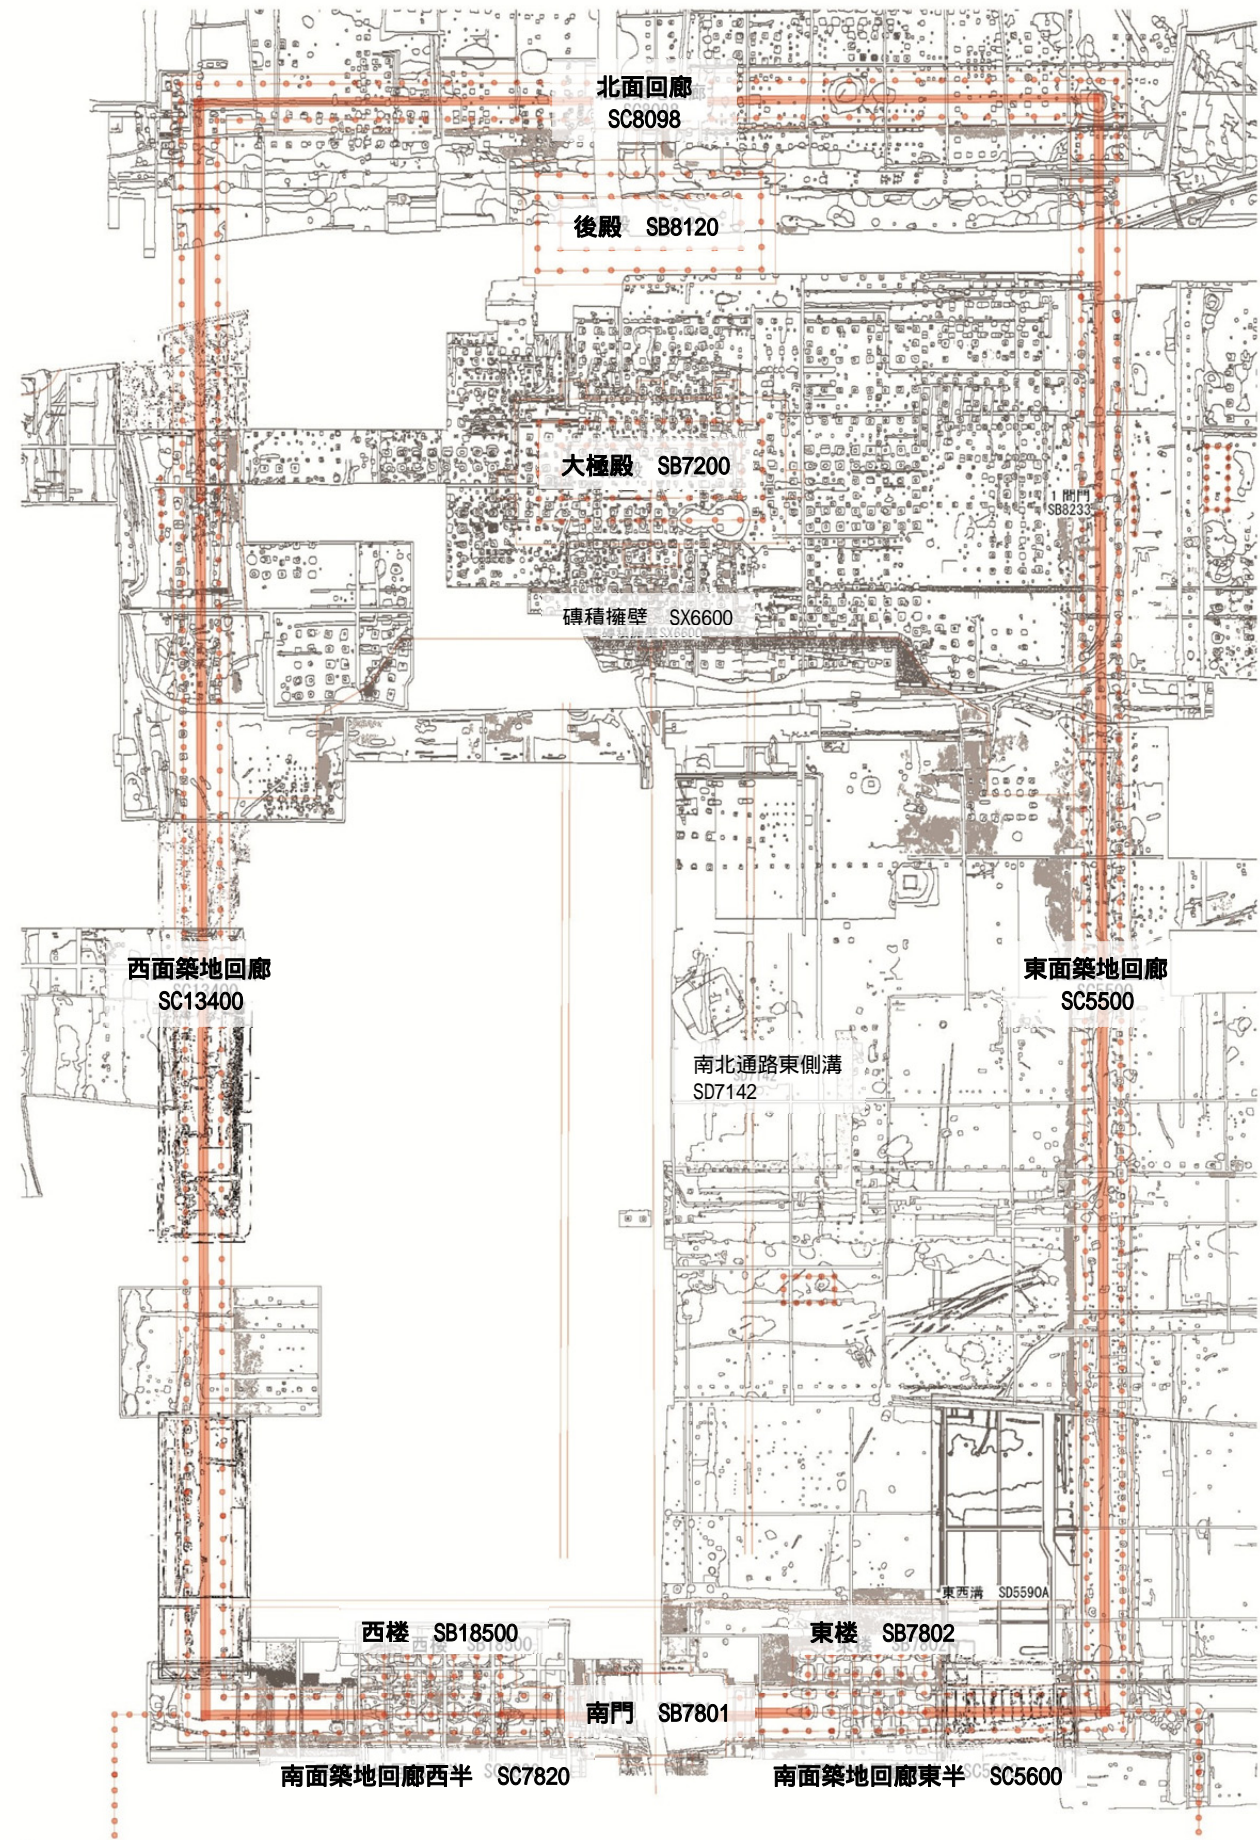 北面回廊
SC8098
後殿　SB8120
大極殿　SB7200
1間門
SB8233
磚積擁壁　SX6600
SX6600
西面築地回廊
SC13400
東面築地回廊
SC5500
南北通路東側溝
SD7142
東西溝　SD5590A
西楼　SB18500
東楼　SB7802
南門　SB7801
南面築地回廊西半　SC7820
南面築地回廊東半　SC5600